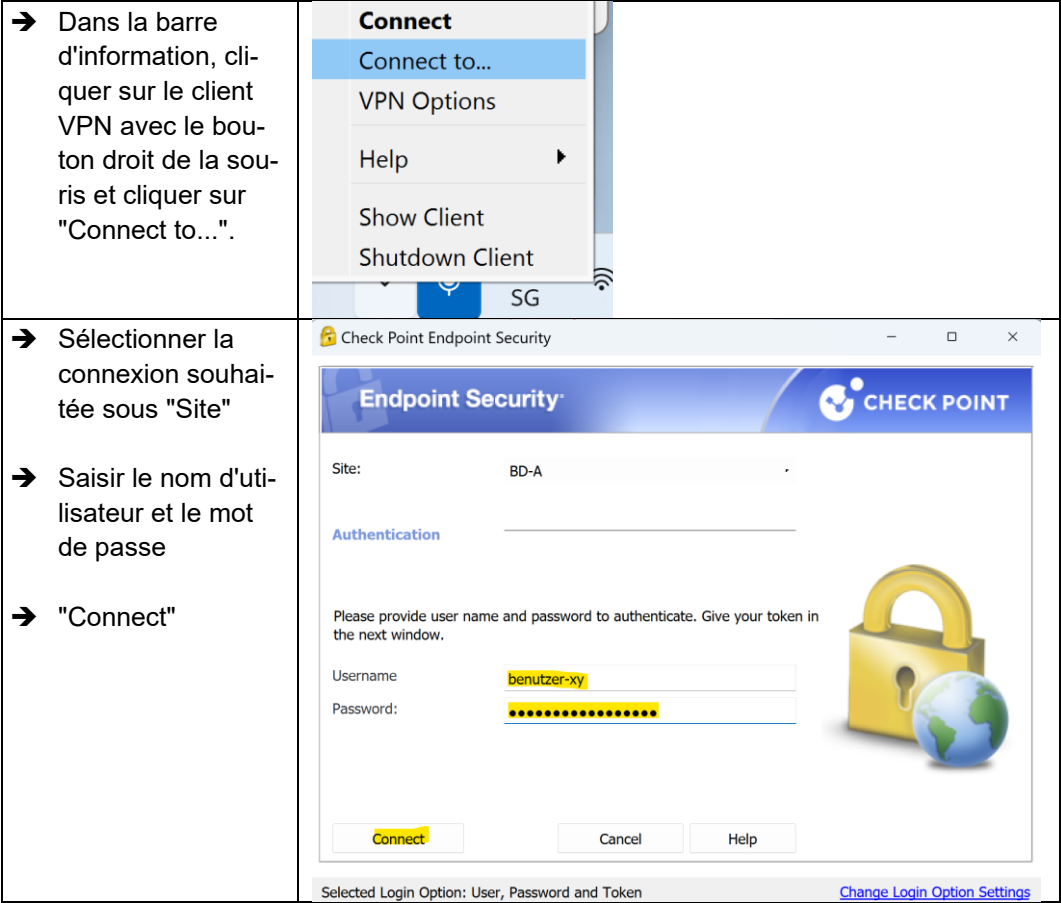 ➔ Dans la barre
d'information, cli-
quer sur le client
VPN avec le bou-
ton droit de la sou-
ris et cliquer sur
"Connect to...".
Connect
Connect to...
VPN Options
Help
Show Client
Shutdown Client
SG
➔ Sélectionner la
connexion souhai-
tée sous "Site"
➔ Saisir le nom d'uti-
lisateur et le mot
de passe
➔ "Connect"
Check Point Endpoint Security
Endpoint Security
CHECK POINT
Site:
BD-A
Authentication
Please provide user name and password to authenticate. Give your token in
the next window.
Username
benutzer-xy
Password:
•••••••••••••••••
Connect
Cancel
Help
Selected Login Option: User, Password and Token
Change Login Option Settings